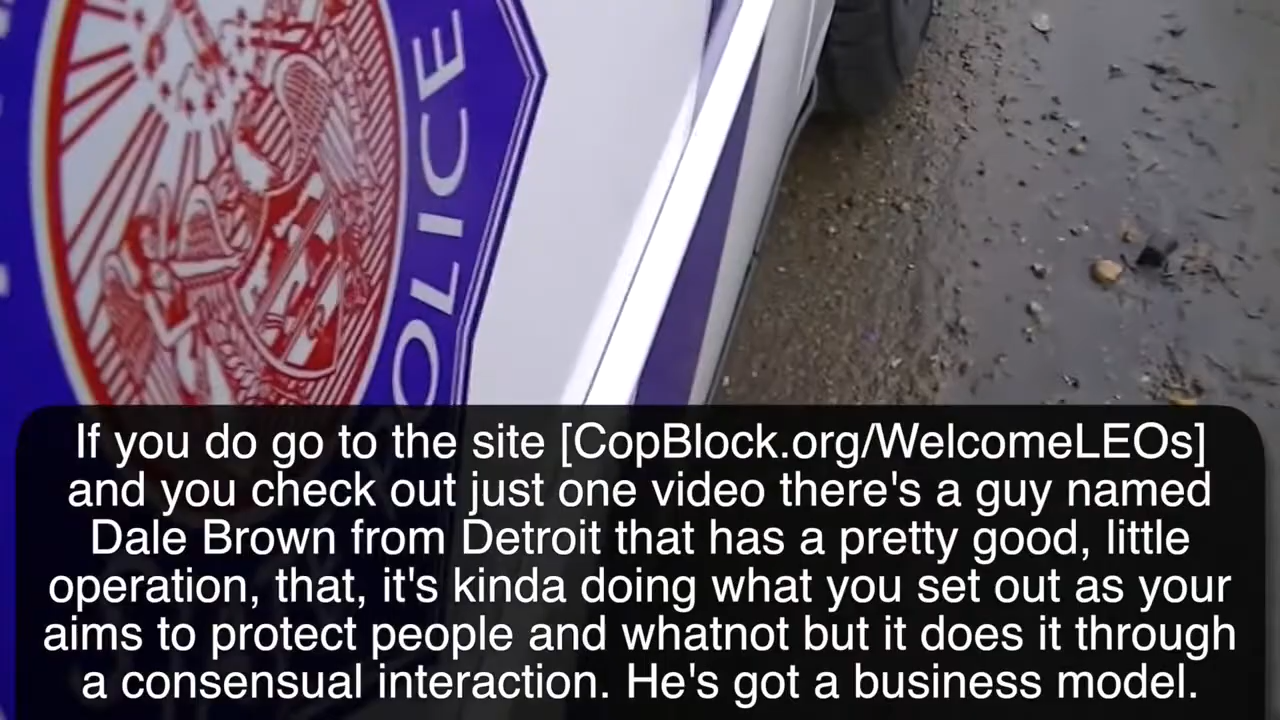 POLICE
If you do go to the site [CopBlock.org/WelcomeLEOs]
and you check out just one video there's a guy named
Dale Brown from Detroit that has a pretty good, little
operation, that, it's kinda doing what you set out as your
aims to protect people and whatnot but it does it through
a consensual interaction. He's got a business model.